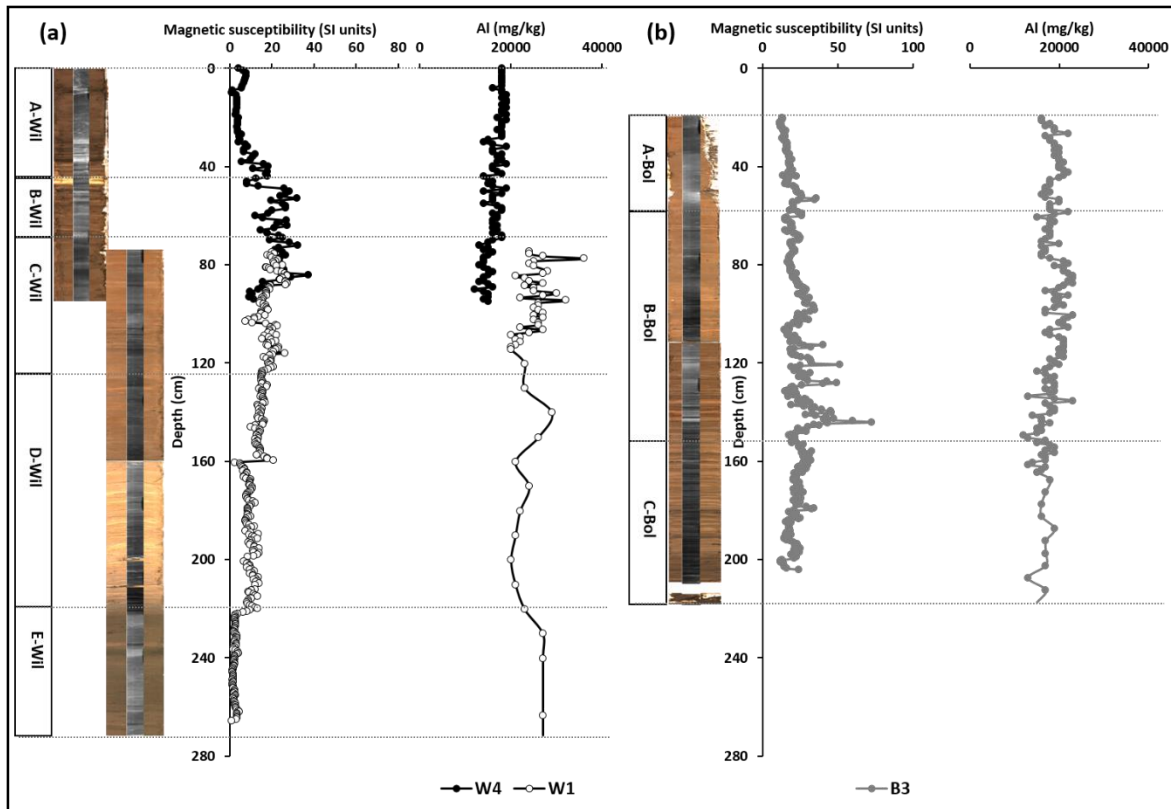 (a)
Magnetic susceptibility (SI units)
0 20 40 60 80
Al (mg/kg)
0 20000 40000
A-Wil
B-Wil
C-Wil
D-Wil
E-Wil
Depth (cm)
0
40
80
120
160
200
240
280
W4 W1
(b)
Magnetic susceptibility (SI units)
0 50 100
Al (mg/kg)
0 20000 40000
A-Bol
B-Bol
C-Bol
Depth (cm)
0
40
80
120
160
200
240
280
B3